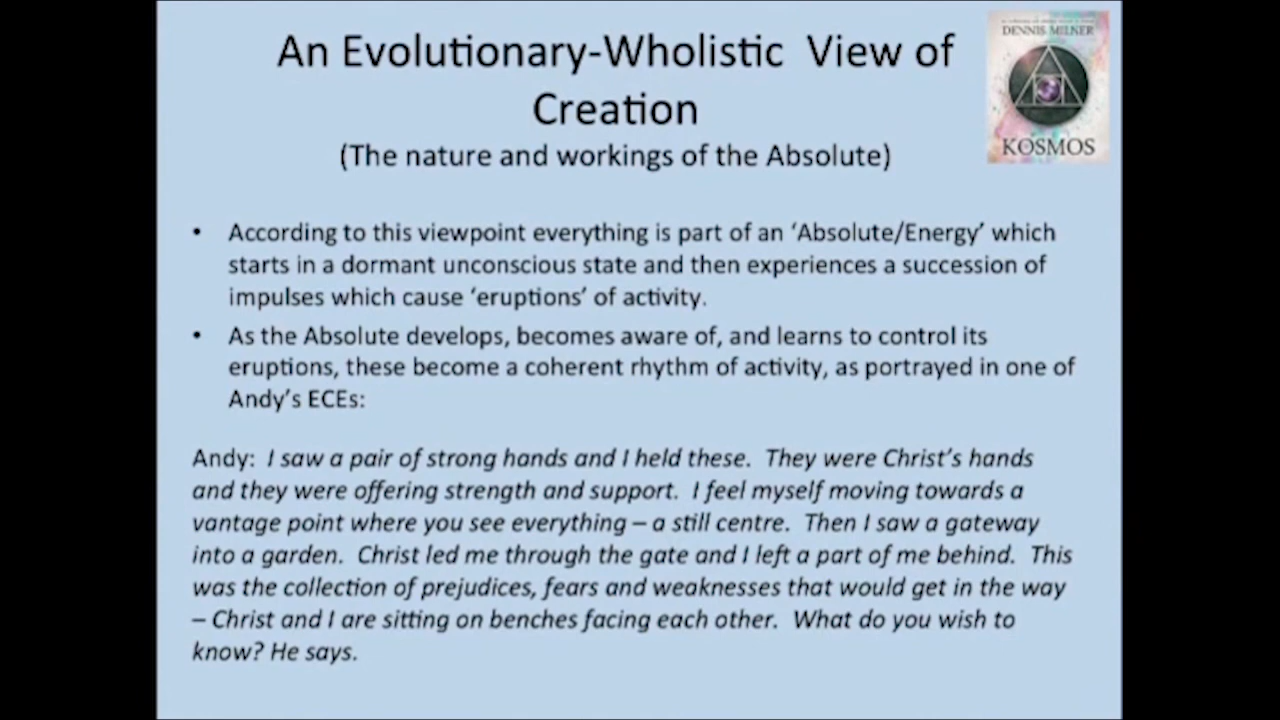 An Evolutionary-Wholistic View of
Creation
(The nature and workings of the Absolute)
DENNIS MILNER
KOSMOS
• According to this viewpoint everything is part of an ‘Absolute/Energy’ which
starts in a dormant unconscious state and then experiences a succession of
impulses which cause ‘eruptions’ of activity.
• As the Absolute develops, becomes aware of, and learns to control its
eruptions, these become a coherent rhythm of activity, as portrayed in one of
Andy’s ECEs:
Andy: I saw a pair of strong hands and I held these. They were Christ’s hands
and they were offering strength and support. I feel myself moving towards a
vantage point where you see everything – a still centre. Then I saw a gateway
into a garden. Christ led me through the gate and I left a part of me behind. This
was the collection of prejudices, fears and weaknesses that would get in the way
– Christ and I are sitting on benches facing each other. What do you wish to
know? He says.